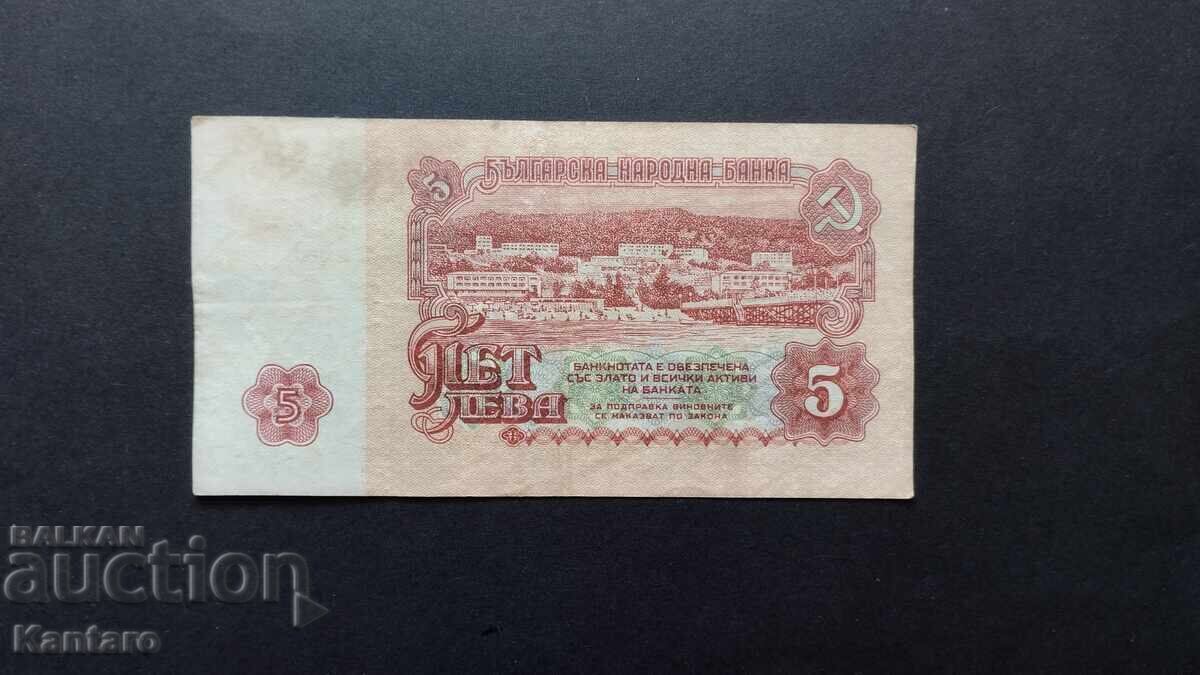 5 БЪЛГАРСКА НАРОДНА БАНКА
ПЕТ
ЛЕВА
БАНКНОТАТА Е ОБЕЗПЕЧЕНА
СЪС ЗЛАТО И ВСИЧКИ АКТИВИ
НА БАНКАТА
ЗА ПОДПРАВКА ВИНОВНИТЕ
СЕ НАКАЗВАТ ПО ЗАКОНА
5
5
BALKAN
auction
Kantaro